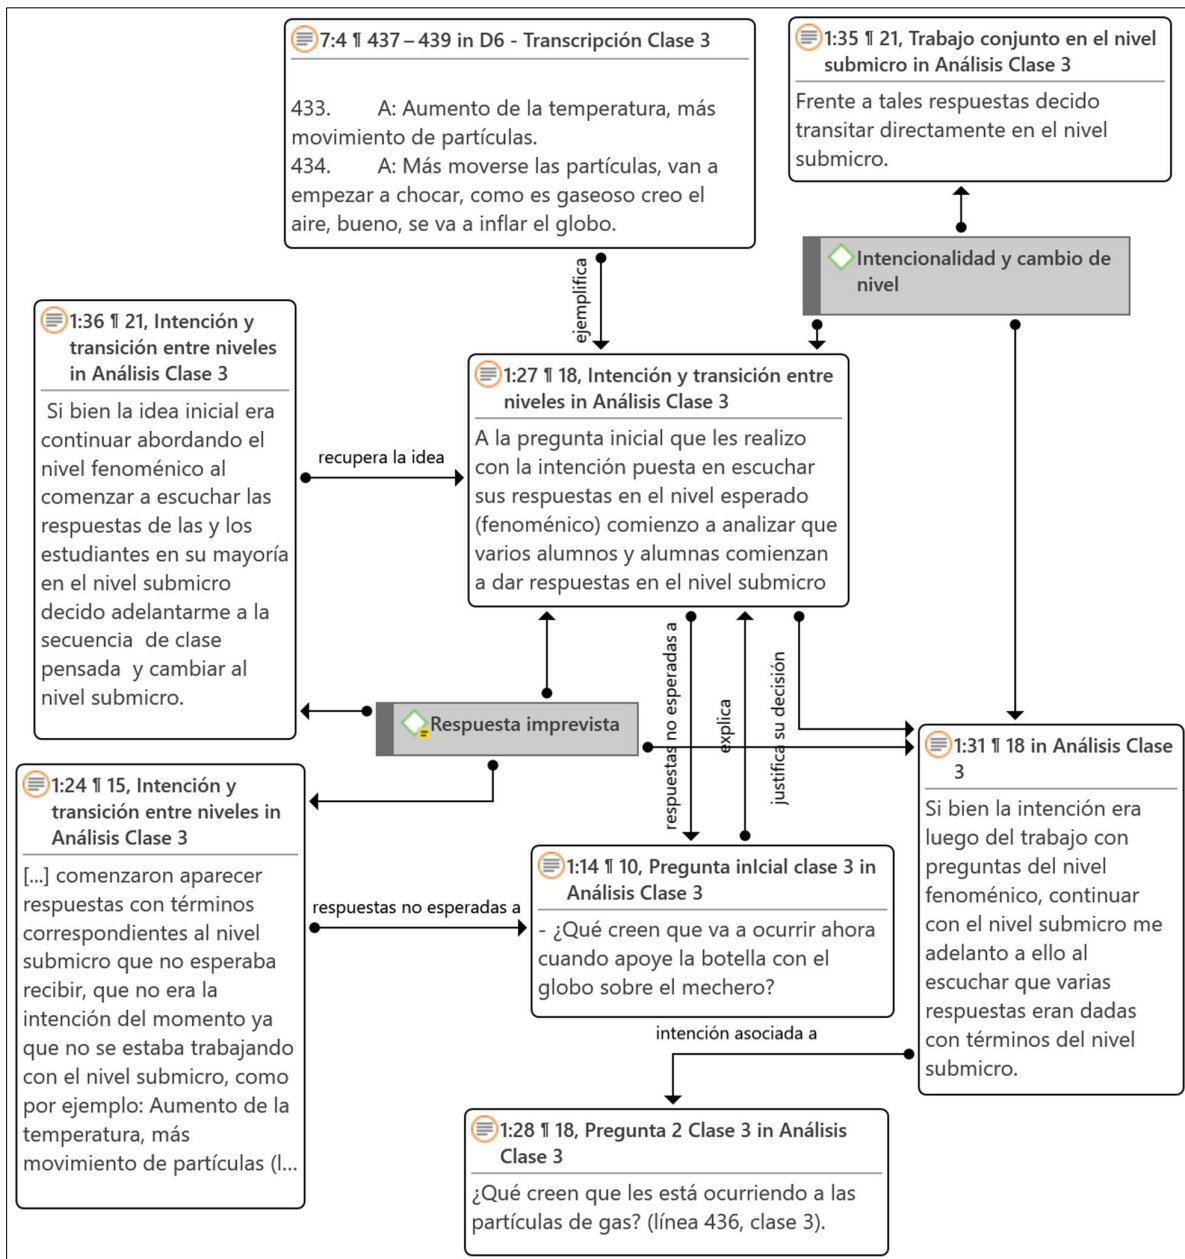 7:4 ¶ 437 – 439 in D6 - Transcripción Clase 3
433. A: Aumento de la temperatura, más
movimiento de partículas.
434. A: Más moverse las partículas, van a
empezar a chocar, como es gaseoso creo el
aire, bueno, se va a inflar el globo.
1:35 ¶ 21, Trabajo conjunto en el nivel
submicro in Análisis Clase 3
Frente a tales respuestas decido
transitar directamente en el nivel
submicro.
Intencionalidad y cambio de
nivel
ejemplifica
1:36 ¶ 21, Intención y
transición entre niveles
in Análisis Clase 3
Si bien la idea inicial era
continuar abordando el
nivel fenoménico al
comenzar a escuchar las
respuestas de las y los
estudiantes en su mayoría
en el nivel submicro
decido adelantarme a la
secuencia de clase
pensada y cambiar al
nivel submicro.
recupera la idea
1:27 ¶ 18, Intención y transición entre
niveles in Análisis Clase 3
A la pregunta inicial que les realizo
con la intención puesta en escuchar
sus respuestas en el nivel esperado
(fenoménico) comienzo a analizar que
varios alumnos y alumnas comienzan
a dar respuestas en el nivel submicro
Respuesta imprevista
respuestas no esperadas a
explica
justifica su decisión
1:31 ¶ 18 in Análisis Clase
3
Si bien la intención era
luego del trabajo con
preguntas del nivel
fenoménico, continuar
con el nivel submicro me
adelanto a ello al
escuchar que varias
respuestas eran dadas
con términos del nivel
submicro.
1:24 ¶ 15, Intención y
transición entre niveles in
Análisis Clase 3
[...] comenzaron aparecer
respuestas con términos
correspondientes al nivel
submicro que no esperaba
recibir, que no era la
intención del momento ya
que no se estaba trabajando
con el nivel submicro, como
por ejemplo: Aumento de la
temperatura, más
movimiento de partículas (l...
respuestas no esperadas a
1:14 ¶ 10, Pregunta inIcial clase 3 in
Análisis Clase 3
- ¿Qué creen que va a ocurrir ahora
cuando apoye la botella con el
globo sobre el mechero?
intención asociada a
1:28 ¶ 18, Pregunta 2 Clase 3 in Análisis
Clase 3
¿Qué creen que les está ocurriendo a las
partículas de gas? (línea 436, clase 3).